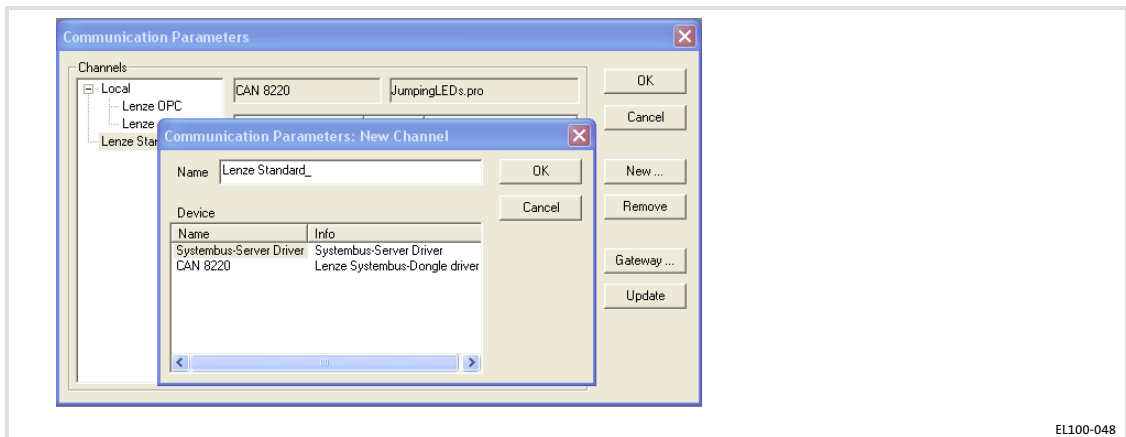 Communication Parameters
Channels
Local
Lenze OPC
Lenze
Lenze Star
CAN 8220
JumpingLEDs.pro
OK
Cancel
New ...
Remove
Gateway ...
Update
Communication Parameters: New Channel
Name Lenze Standard_
OK
Cancel
Device
Name Info
Systembus-Server Driver Systembus-Server Driver
CAN 8220 Lenze Systembus-Dongle driver
EL100-048